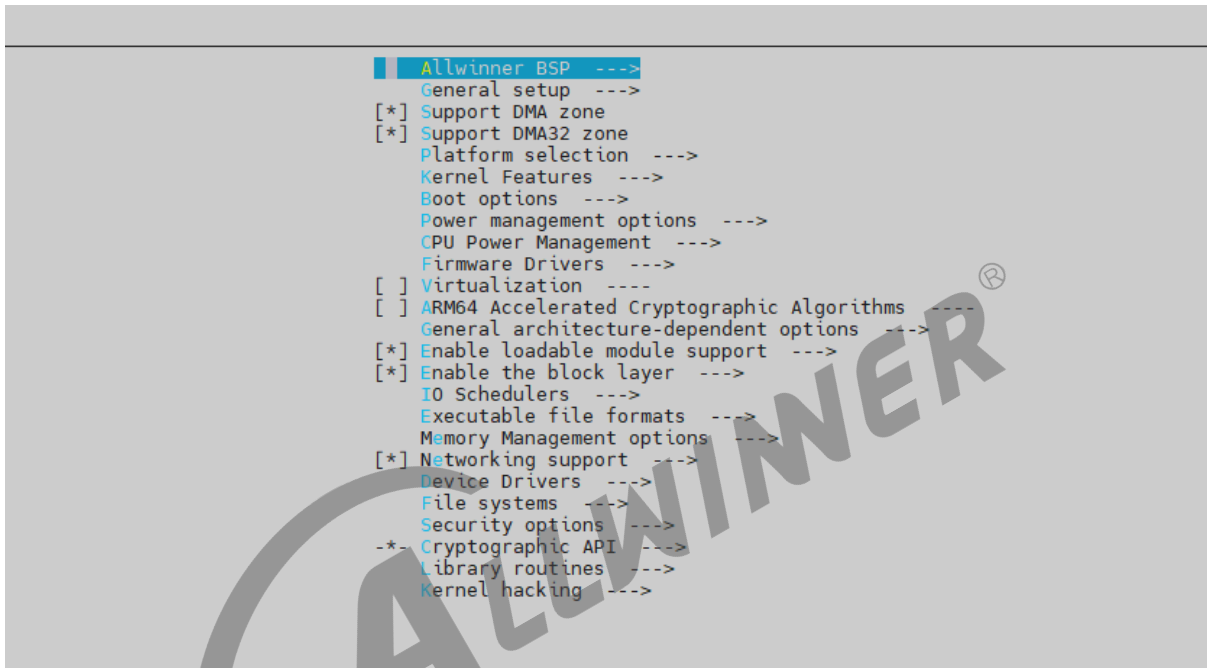 Allwinner BSP  --->
General setup  --->
[*] Support DMA zone
[*] Support DMA32 zone
Platform selection  --->
Kernel Features  --->
Boot options  --->
Power management options  --->
CPU Power Management  --->
Firmware Drivers  --->
[ ] Virtualization  ----
[ ] ARM64 Accelerated Cryptographic Algorithms  ----
General architecture-dependent options  --->
[*] Enable loadable module support  --->
[*] Enable the block layer  --->
IO Schedulers  --->
Executable file formats  --->
Memory Management options  --->
[*] Networking support  --->
Device Drivers  --->
File systems  --->
Security options  --->
-*- Cryptographic API  --->
Library routines  --->
Kernel hacking  --->
ALLWINNER®